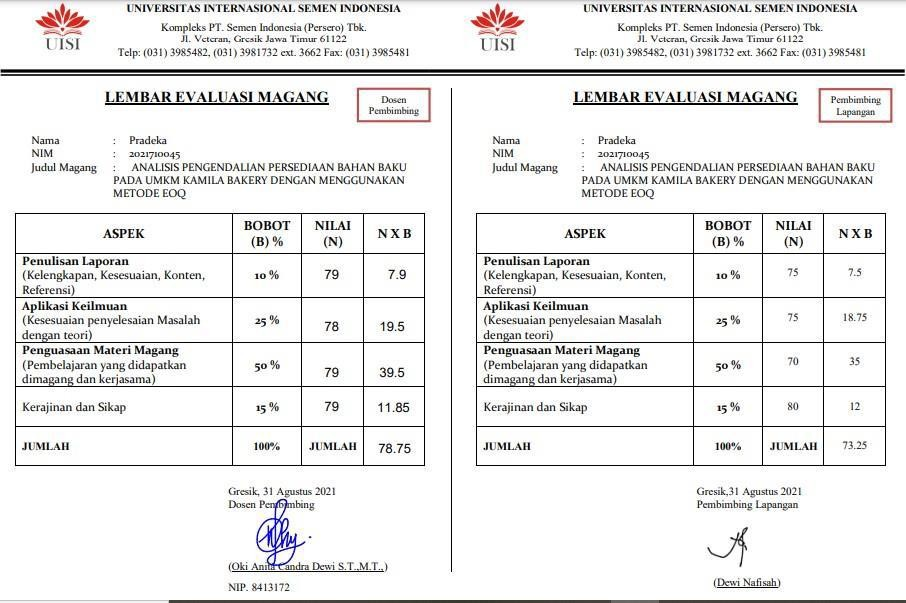 UNIVERSITAS INTERNASIONAL SEMEN INDONESIA
Kompleks PT. Semen Indonesia (Persero) Tbk.
Jl. Veteran, Gresik Jawa Timur 61122
Telp: (031) 3985482, (031) 3981732 ext. 3662 Fax: (031) 3985481
UISI
LEMBAR EVALUASI MAGANG
Dosen
Pembimbing
Nama : Pradeka
NIM : 2021710045
Judul Magang : ANALISIS PENGENDALIAN PERSEDIAAN BAHAN BAKU
PADA UMKM KAMILA BAKERY DENGAN MENGGUNAKAN
METODE EOQ
ASPEK BOBOT (B) % NILAI (N) N X B
Penulisan Laporan
(Kelengkapan, Kesesuaian, Konten, 10 % 79 7.9
Referensi)
Aplikasi Keilmuan
(Kesesuaian penyelesaian Masalah 25 % 78 19.5
dengan teori)
Penguasaan Materi Magang
(Pembelajaran yang didapatkan 50 % 79 39.5
dimagang dan kerjasama)
Kerajinan dan Sikap 15 % 79 11.85
JUMLAH 100% JUMLAH 78.75
Gresik, 31 Agustus 2021
Dosen Pembimbing
(Oki Anita Candra Dewi S.T.,M.T.,)
NIP. 8413172
UNIVERSITAS INTERNASIONAL SEMEN INDONESIA
Kompleks PT. Semen Indonesia (Persero) Tbk.
Jl. Veteran, Gresik Jawa Timur 61122
Telp: (031) 3985482, (031) 3981732 ext. 3662 Fax: (031) 3985481
UISI
LEMBAR EVALUASI MAGANG
Pembimbing
Lapangan
Nama : Pradeka
NIM : 2021710045
Judul Magang : ANALISIS PENGENDALIAN PERSEDIAAN BAHAN BAKU
PADA UMKM KAMILA BAKERY DENGAN MENGGUNAKAN
METODE EOQ
ASPEK BOBOT (B) % NILAI (N) N X B
Penulisan Laporan
(Kelengkapan, Kesesuaian, Konten, 10 % 75 7.5
Referensi)
Aplikasi Keilmuan
(Kesesuaian penyelesaian Masalah 25 % 75 18.75
dengan teori)
Penguasaan Materi Magang
(Pembelajaran yang didapatkan 50 % 70 35
dimagang dan kerjasama)
Kerajinan dan Sikap 15 % 80 12
JUMLAH 100% JUMLAH 73.25
Gresik,31 Agustus 2021
Pembimbing Lapangan
(Dewi Nafisah)